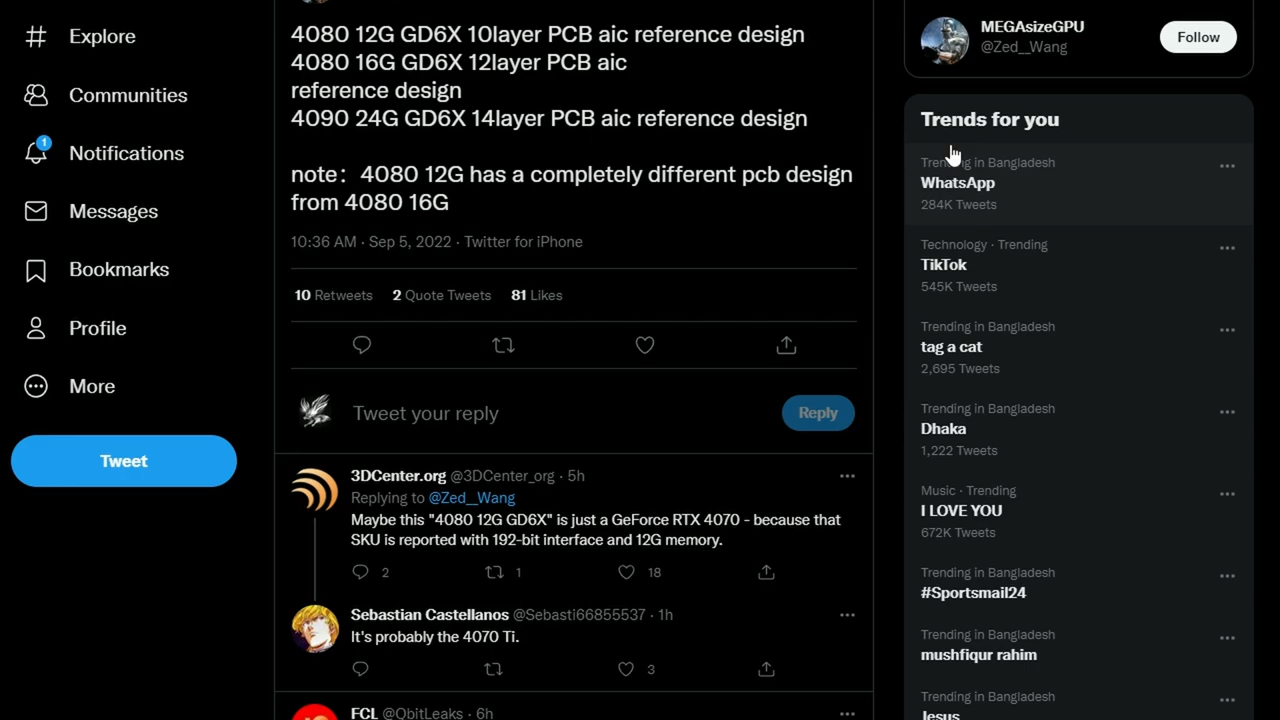 Explore
Communities
1
Notifications
Messages
Bookmarks
Profile
More
Tweet
4080 12G GD6X 10layer PCB aic reference design
4080 16G GD6X 12layer PCB aic
reference design
4090 24G GD6X 14layer PCB aic reference design
note：4080 12G has a completely different pcb design
from 4080 16G
10:36 AM · Sep 5, 2022 · Twitter for iPhone
10 Retweets 2 Quote Tweets 81 Likes
Tweet your reply
Reply
3DCenter.org @3DCenter_org · 5h
Replying to @Zed__Wang
Maybe this "4080 12G GD6X" is just a GeForce RTX 4070 - because that
SKU is reported with 192-bit interface and 12G memory.
2 1 18
Sebastian Castellanos @Sebasti66855537 · 1h
It's probably the 4070 Ti.
3
FCL @QbitLeaks · 6h
MEGAsizeGPU
@Zed__Wang
Follow
Trends for you
Trending in Bangladesh
WhatsApp
284K Tweets
Technology · Trending
TikTok
545K Tweets
Trending in Bangladesh
tag a cat
2,695 Tweets
Trending in Bangladesh
Dhaka
1,222 Tweets
Music · Trending
I LOVE YOU
672K Tweets
Trending in Bangladesh
#Sportsmail24
Trending in Bangladesh
mushfiqur rahim
Trending in Bangladesh
Jesus